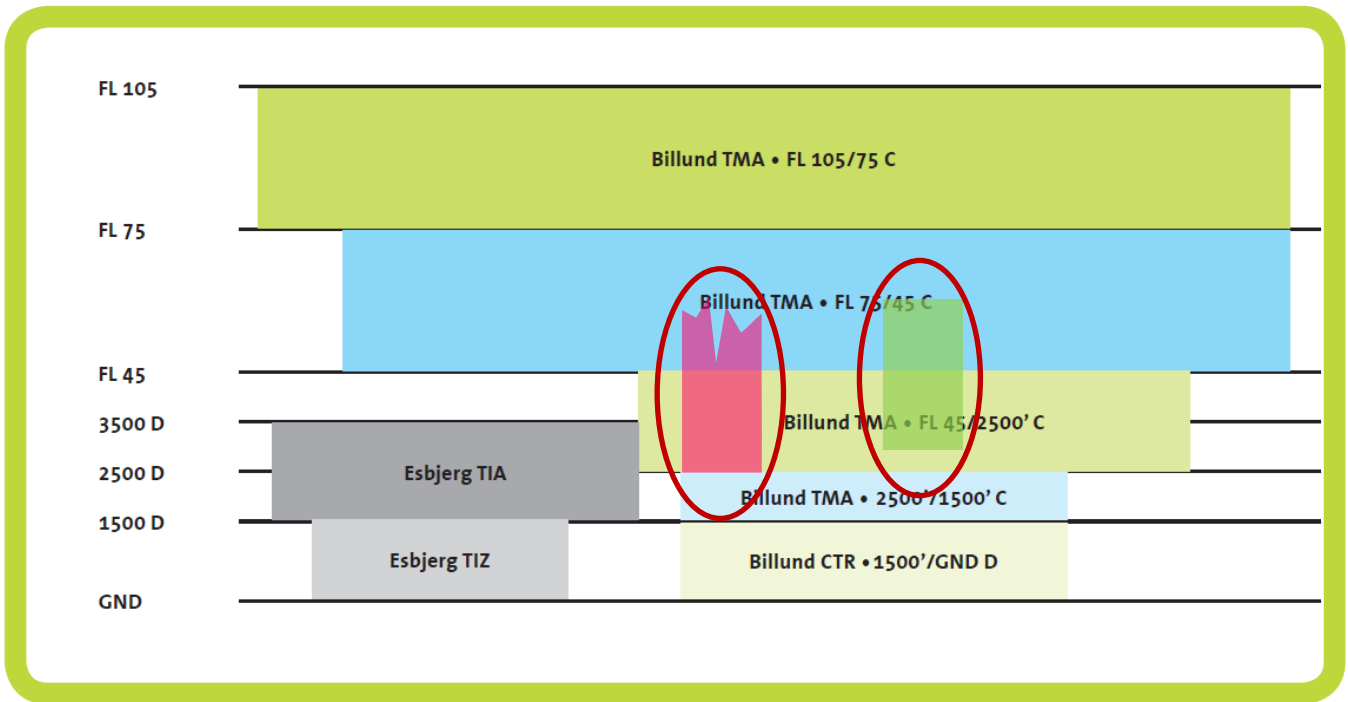 FL 105
Billund TMA • FL 105/75 C
FL 75
Billund TMA • FL 75/45 C
FL 45
3500 D
Billund TMA • FL 45/2500’ C
2500 D
Esbjerg TIA
Billund TMA • 2500’/1500’ C
1500 D
Esbjerg TIZ
Billund CTR •1500’/GND D
GND